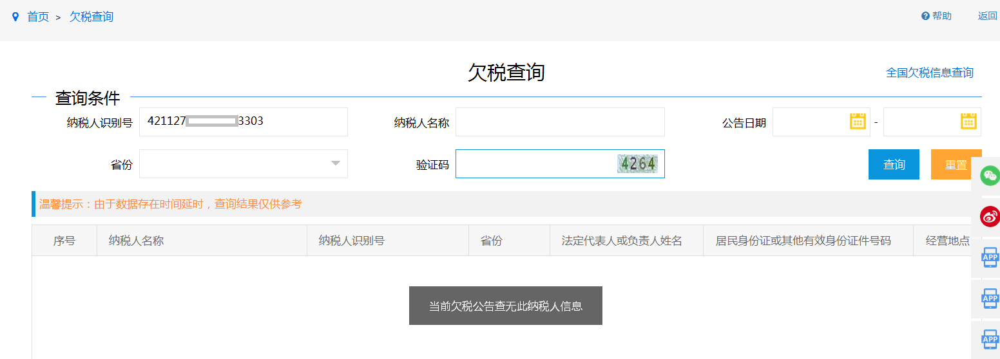 首页 > 欠税查询
帮助
返回
欠税查询
全国欠税信息查询
查询条件
纳税人识别号 421127 3303 纳税人名称 公告日期 -
省份 验证码 4264 查询 重置
温馨提示：由于数据存在时间延时，查询结果仅供参考
序号 纳税人名称 纳税人识别号 省份 法定代表人或负责人姓名 居民身份证或其他有效身份证件号码 经营地点
APP
当前欠税公告查无此纳税人信息
APP
APP